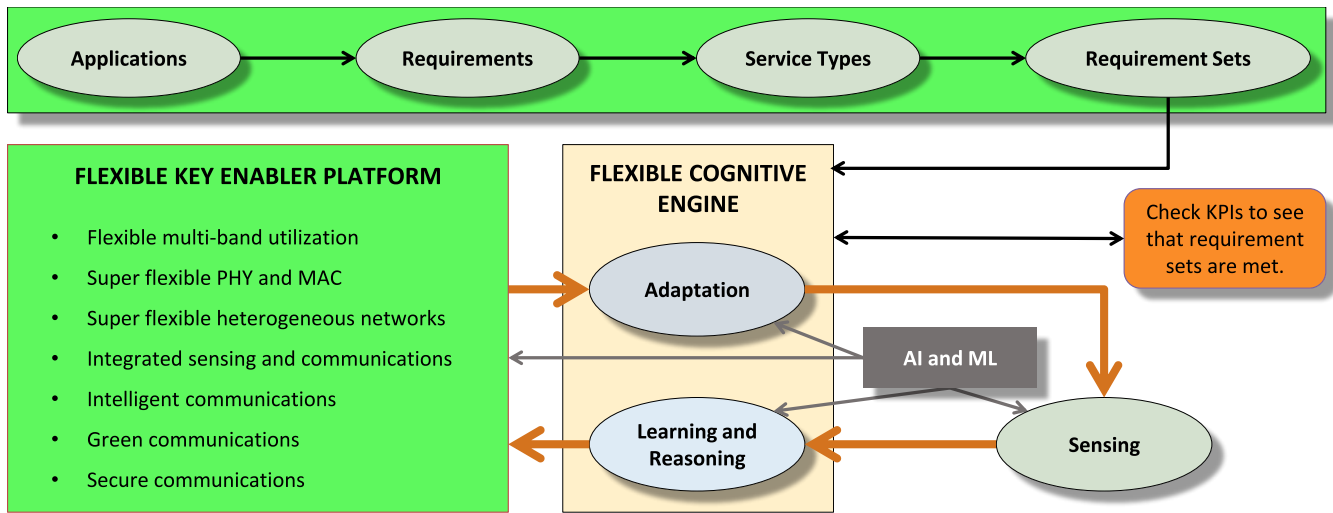 Applications
Requirements
Service Types
Requirement Sets
FLEXIBLE KEY ENABLER PLATFORM
• Flexible multi-band utilization
• Super flexible PHY and MAC
• Super flexible heterogeneous networks
• Integrated sensing and communications
• Intelligent communications
• Green communications
• Secure communications
FLEXIBLE COGNITIVE
ENGINE
Adaptation
Learning and
Reasoning
Check KPIs to see
that requirement
sets are met.
AI and ML
Sensing